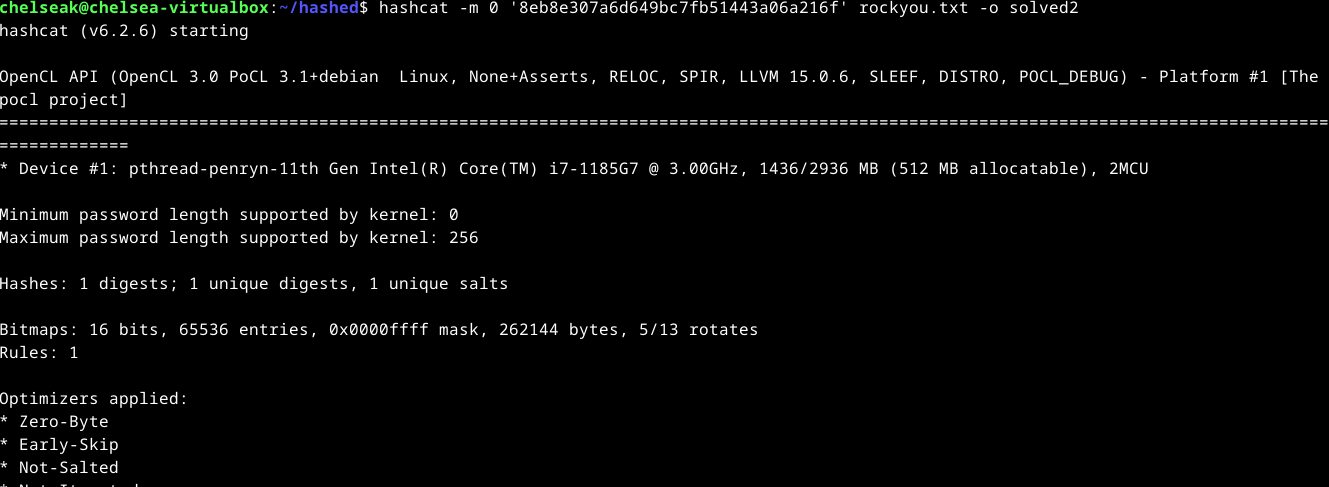 chelseak@chelsea-virtualbox:~/hashed$ hashcat -m 0 '8eb8e307a6d649bc7fb51443a06a216f' rockyou.txt -o solved2
hashcat (v6.2.6) starting
OpenCL API (OpenCL 3.0 PoCL 3.1+debian  Linux, None+Asserts, RELOC, SPIR, LLVM 15.0.6, SLEEF, DISTRO, POCL_DEBUG) - Platform #1 [The
pocl project]
=====================================================================================================================================
=============
* Device #1: pthread-penryn-11th Gen Intel(R) Core(TM) i7-1185G7 @ 3.00GHz, 1436/2936 MB (512 MB allocatable), 2MCU
Minimum password length supported by kernel: 0
Maximum password length supported by kernel: 256
Hashes: 1 digests; 1 unique digests, 1 unique salts
Bitmaps: 16 bits, 65536 entries, 0x0000ffff mask, 262144 bytes, 5/13 rotates
Rules: 1
Optimizers applied:
* Zero-Byte
* Early-Skip
* Not-Salted